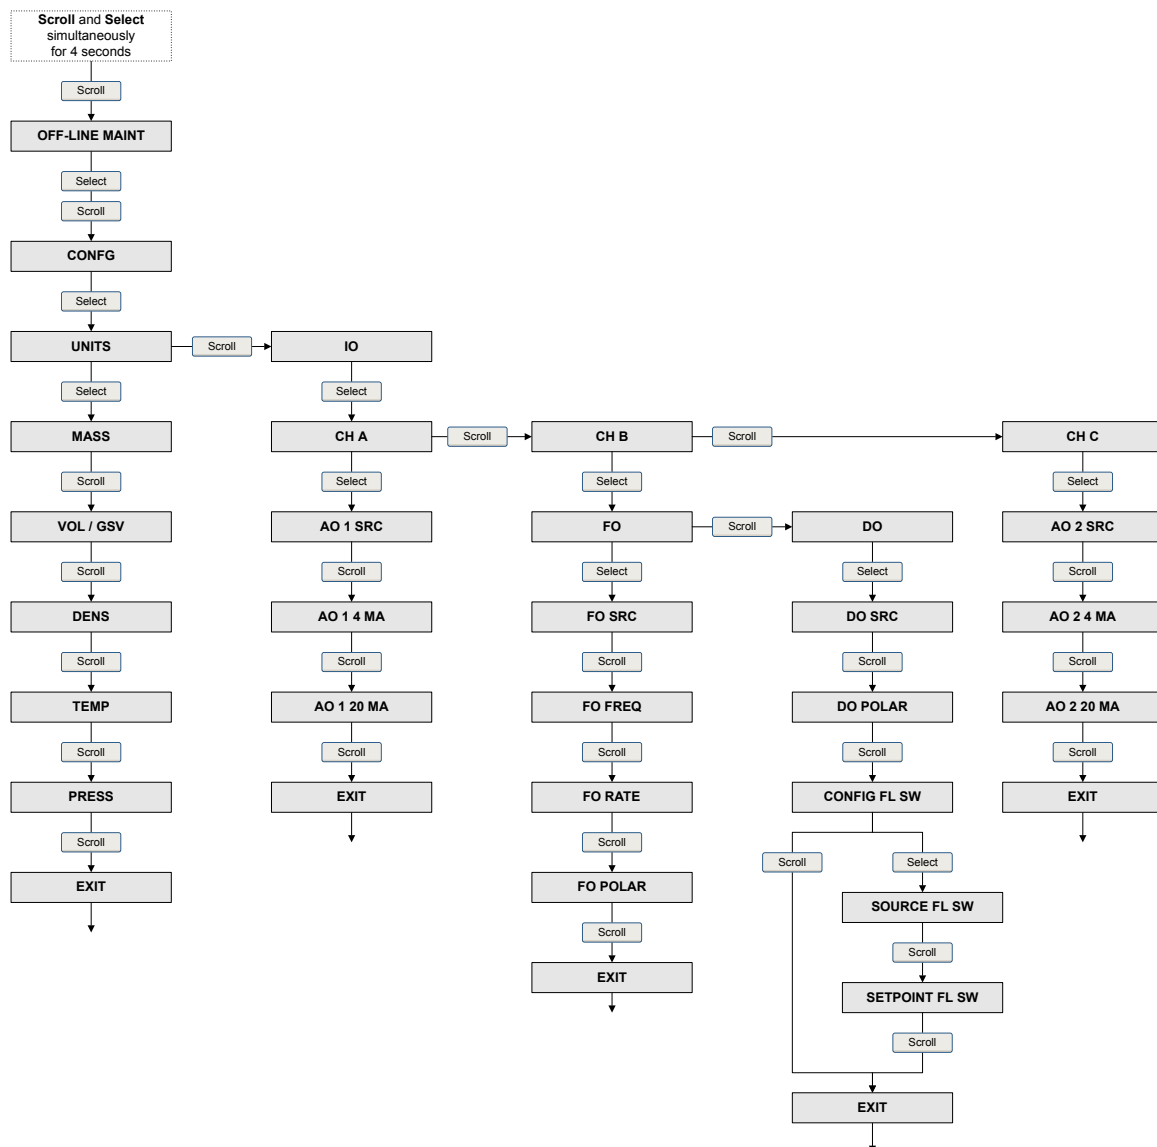 Scroll and Select
simultaneously
for 4 seconds
Scroll
OFF-LINE MAINT
Select
Scroll
CONFG
Select
UNITS
Scroll
IO
Select
Select
MASS
CH A
Scroll
CH B
Scroll
CH C
Scroll
Select
Select
Select
VOL / GSV
AO 1 SRC
FO
Scroll
DO
AO 2 SRC
Scroll
Scroll
Select
Select
Scroll
DENS
AO 1 4 MA
FO SRC
DO SRC
AO 2 4 MA
Scroll
Scroll
Scroll
Scroll
Scroll
TEMP
AO 1 20 MA
FO FREQ
DO POLAR
AO 2 20 MA
Scroll
Scroll
Scroll
Scroll
Scroll
PRESS
EXIT
FO RATE
CONFIG FL SW
EXIT
Scroll
Scroll
Scroll
Select
EXIT
FO POLAR
SOURCE FL SW
Scroll
Scroll
EXIT
SETPOINT FL SW
Scroll
EXIT